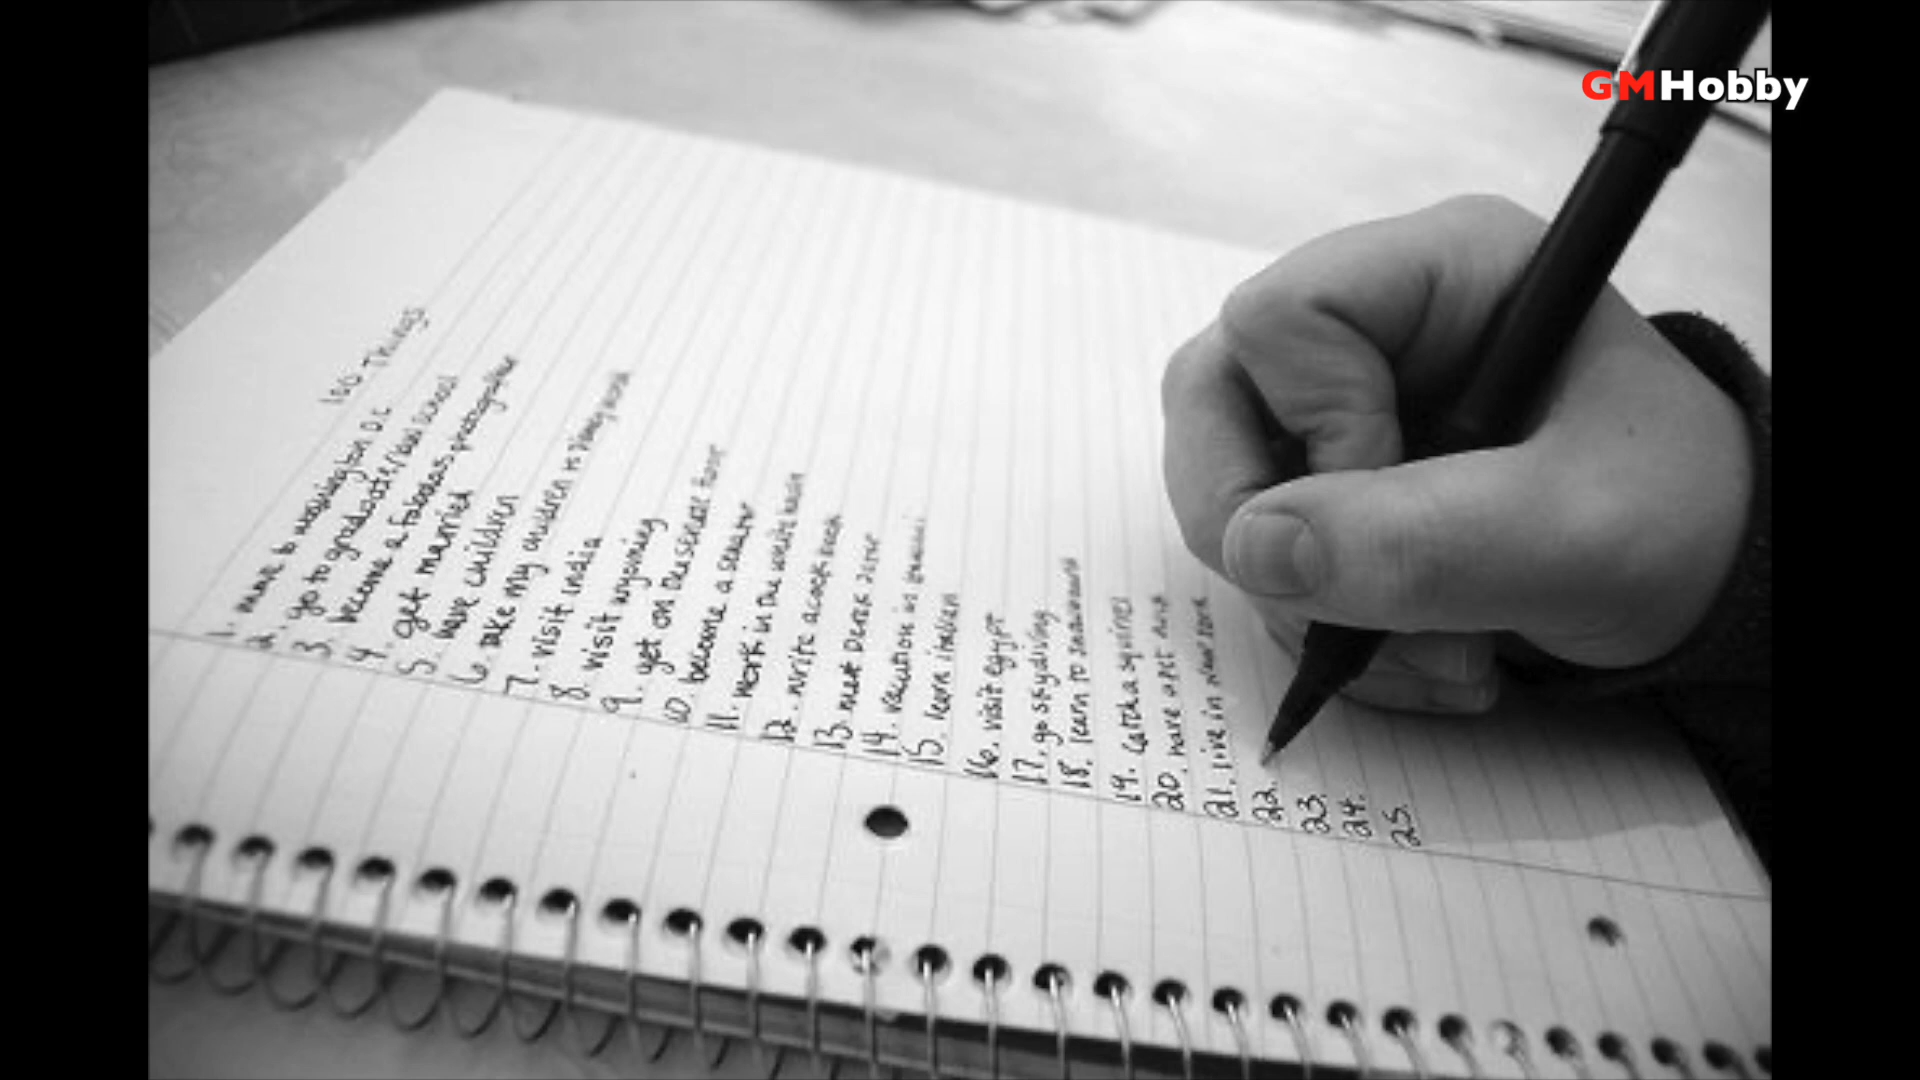 GMHobby
100 Things
1. move to washington D.C
2. go to graduate/law school
3. become a fabulous photographer
4. get married
5. have children
6. take my children to disney world
7. visit India
8. visit wyoming
9. get on the senate floor
10. become a senator
11. work in the white house
12. write a cook book
13. meet Derek Jeter
14. vacation in
15. learn italian
16. visit egypt
17. go skydiving
18. learn to snowboard
19. catch a squirrel
20. have a pet
21. live in New York
22.
23.
24.
25.